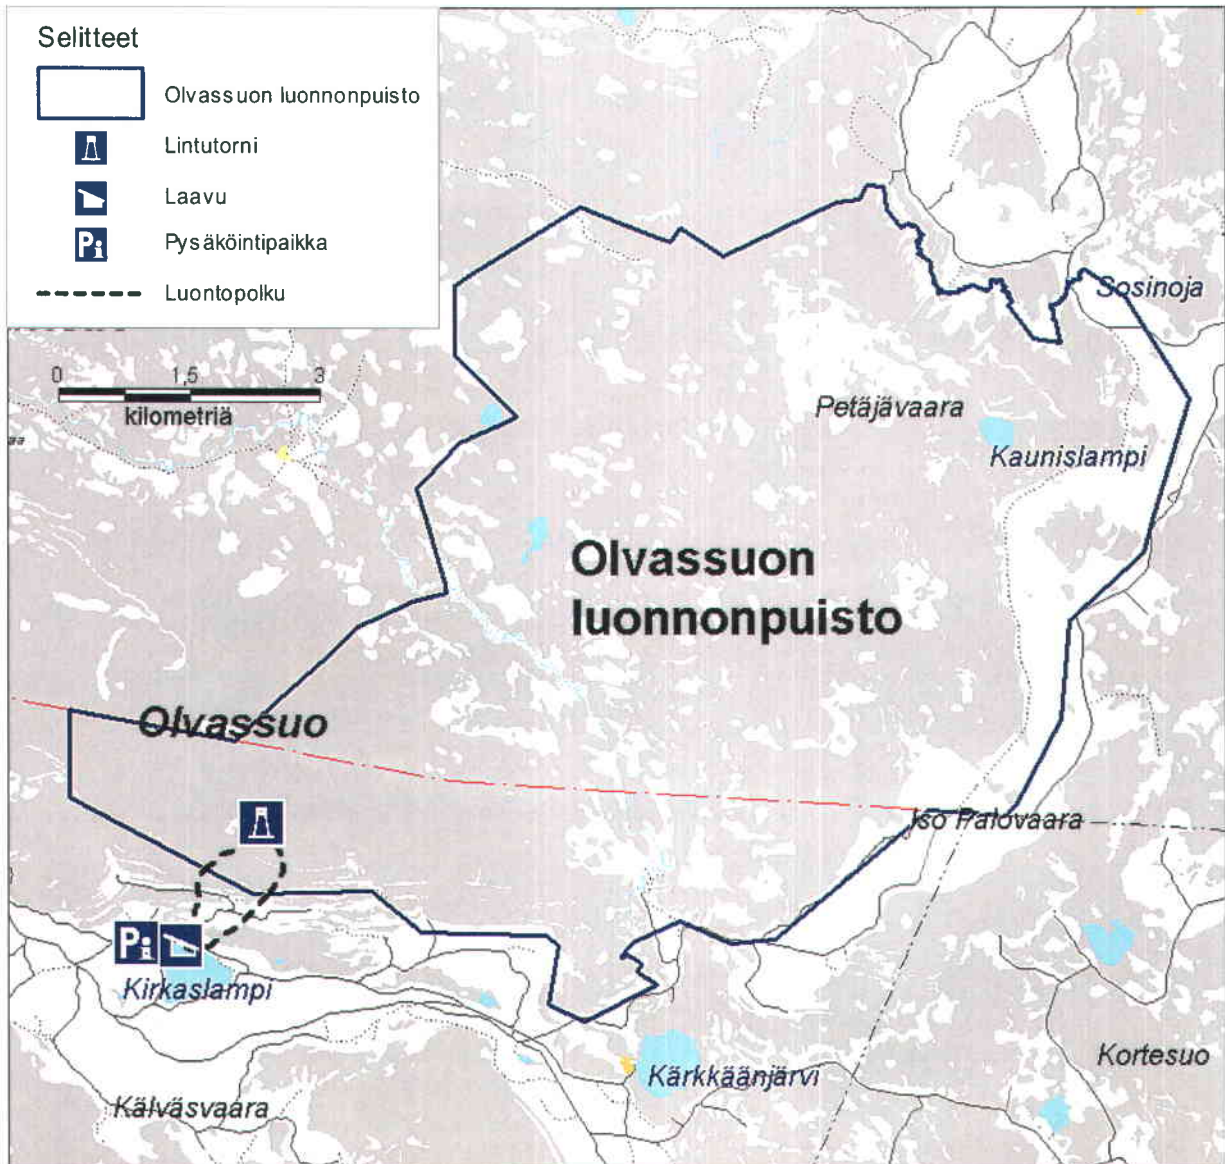 Selitteet
Olvassuon luonnonpuisto
Lintutorni
Laavu
Pysäköintipaikka
Luontopolku
0 1,5 3
kilometriä
Sosinoja
Petäjävaara
Kaunislampi
Olvassuon
luonnonpuisto
Olvassuo
Iso Palovaara
Pi
Kirkaslampi
Kärkkäänjärvi
Kortesuo
Kälväsvaara